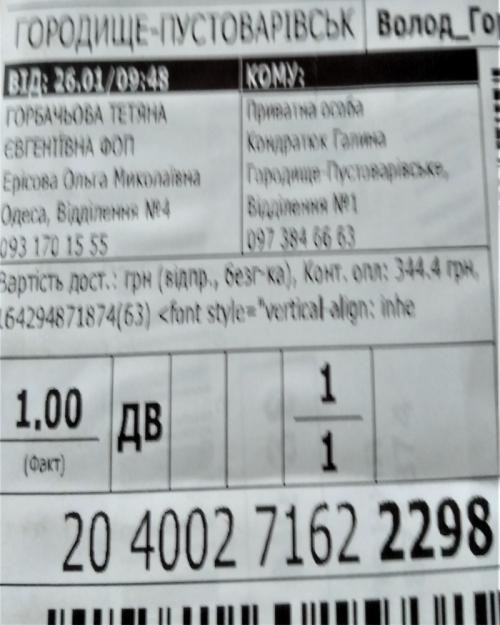 ГОРОДИЩЕ-ПУСТОВАРІВСЬК Волод_Гор
ВІД: 26.01/09:48
ГОРБАЧЬОВА ТЕТЯНА
ЄВГЕНІЇВНА ФОП
Ерісова Ольга Миколаївна
Одеса, Відділення №4
093 170 15 55
КОМУ:
Приватна особа
Кондратюк Галина
Городище-Пустоварівське,
Відділення №1
097 384 66 63
Вартість дост.: грн (відпр., безг-ка), Конт. опл: 344.4 грн,
164294871874(63) <font style="vertical-align: inhe
1.00
(Факт)
ДВ
1
1
20 4002 7162 2298